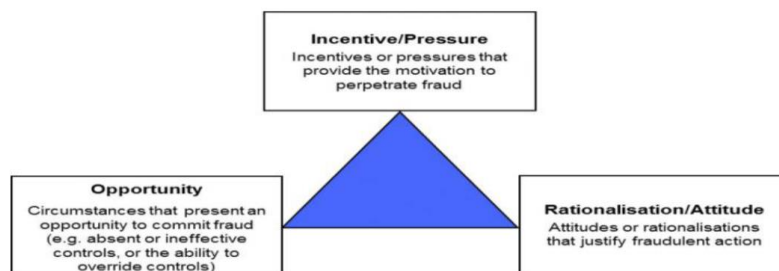 Incentive/Pressure
Incentives or pressures that
provide the motivation to
perpetrate fraud
Opportunity
Circumstances that present an
opportunity to commit fraud
(e.g. absent or ineffective
controls, or the ability to
override controls)
Rationalisation/Attitude
Attitudes or rationalisations
that justify fraudulent action